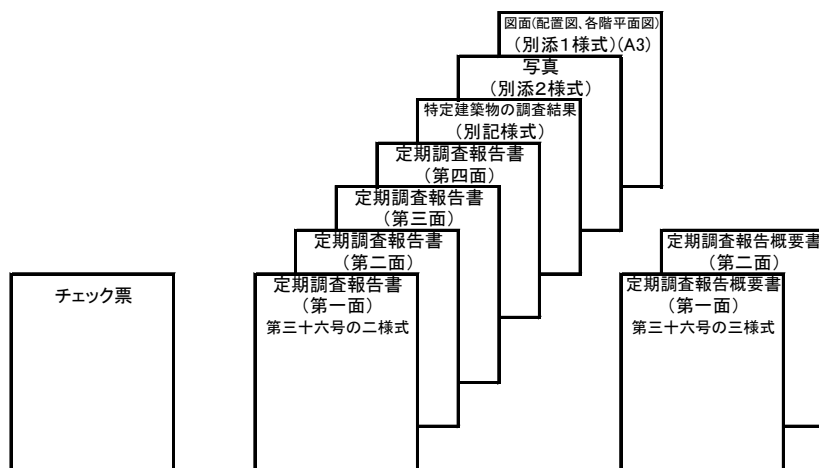 図面(配置図、各階平面図)
(別添1様式)(A3)
写真
(別添2様式)
特定建築物の調査結果
(別記様式)
定期調査報告書
(第四面)
定期調査報告書
(第三面)
定期調査報告書
(第二面)
定期調査報告書
(第一面)
第三十六号の二様式
チェック票
定期調査報告概要書
(第二面)
定期調査報告概要書
(第一面)
第三十六号の三様式